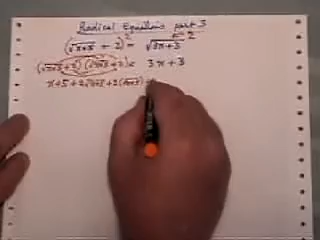 Radical Equations part 3
(√x+5 + 2)² = √3x+3 ²
(√x+5 + 2) (√x+5 + 2) = 3x+3
x+5+2√x+5+2(√x+5)+